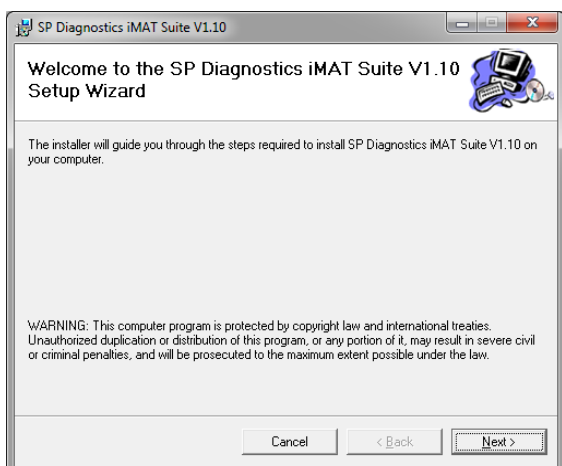 SP Diagnostics iMAT Suite V1.10
Welcome to the SP Diagnostics iMAT Suite V1.10
Setup Wizard
The installer will guide you through the steps required to install SP Diagnostics iMAT Suite V1.10 on
your computer.
WARNING: This computer program is protected by copyright law and international treaties.
Unauthorized duplication or distribution of this program, or any portion of it, may result in severe civil
or criminal penalties, and will be prosecuted to the maximum extent possible under the law.
Cancel < Back Next >